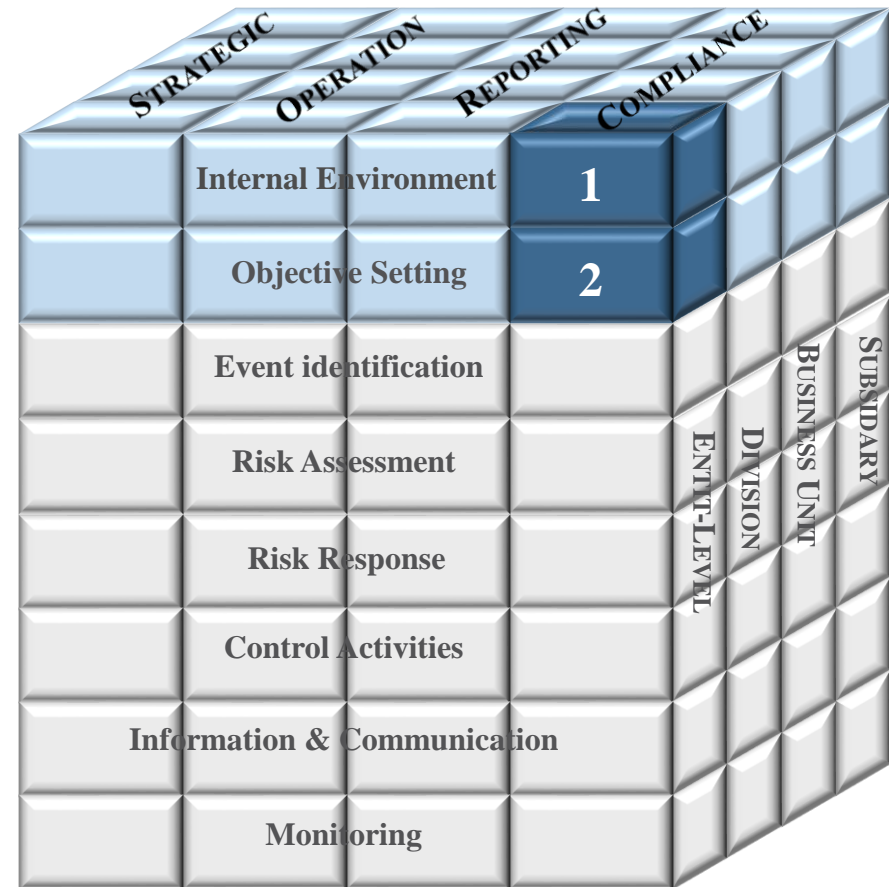 STRATEGIC
OPERATION
REPORTING
COMPLIANCE
Internal Environment
1
Objective Setting
2
Event identification
Risk Assessment
Risk Response
Control Activities
Information & Communication
Monitoring
ENTIT-LEVEL
DIVISION
BUSINESS UNIT
SUBSIDARY